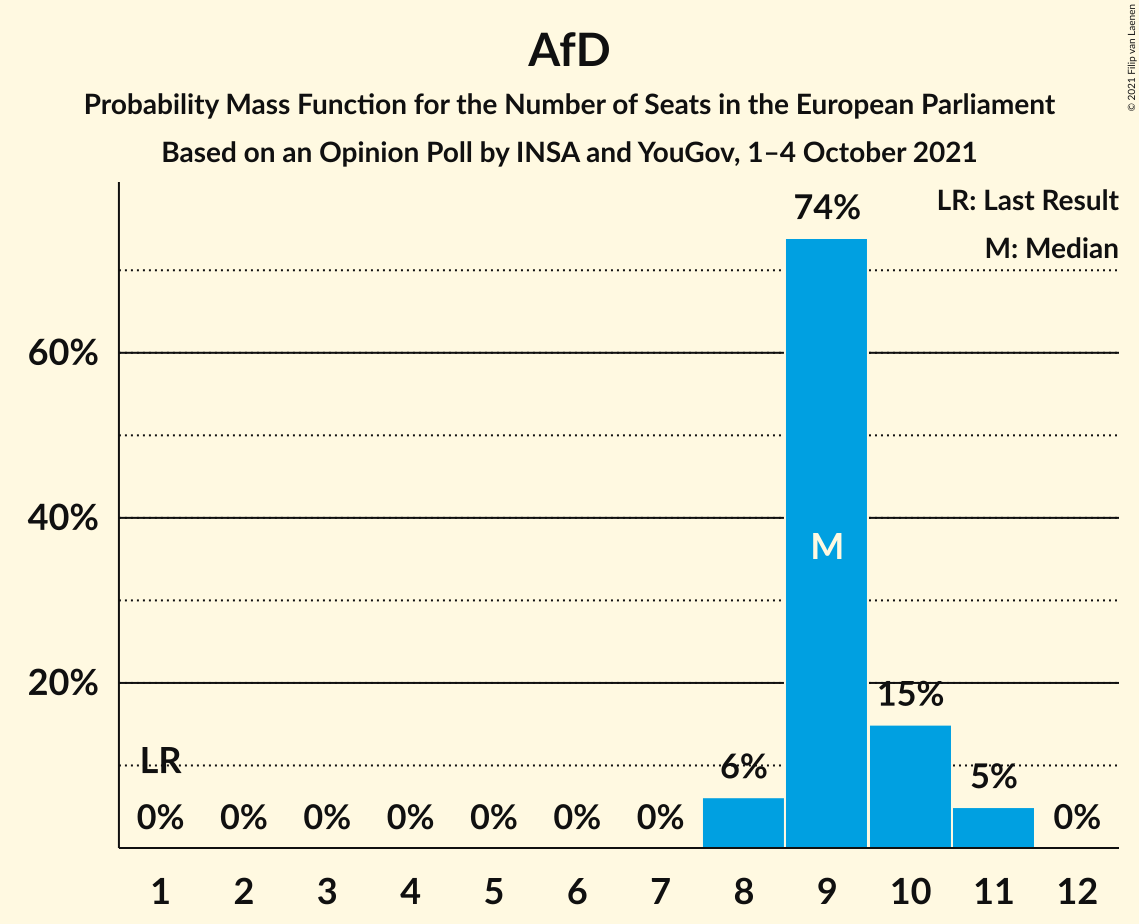 AfD
Probability Mass Function for the Number of Seats in the European Parliament
Based on an Opinion Poll by INSA and YouGov, 1–4 October 2021
© 2021 Filip van Laenen
LR: Last Result
M: Median
74%
60%
40%
M
20%
15%
LR
6%
5%
0% 0% 0% 0% 0% 0% 0% 0%
1 2 3 4 5 6 7 8 9 10 11 12